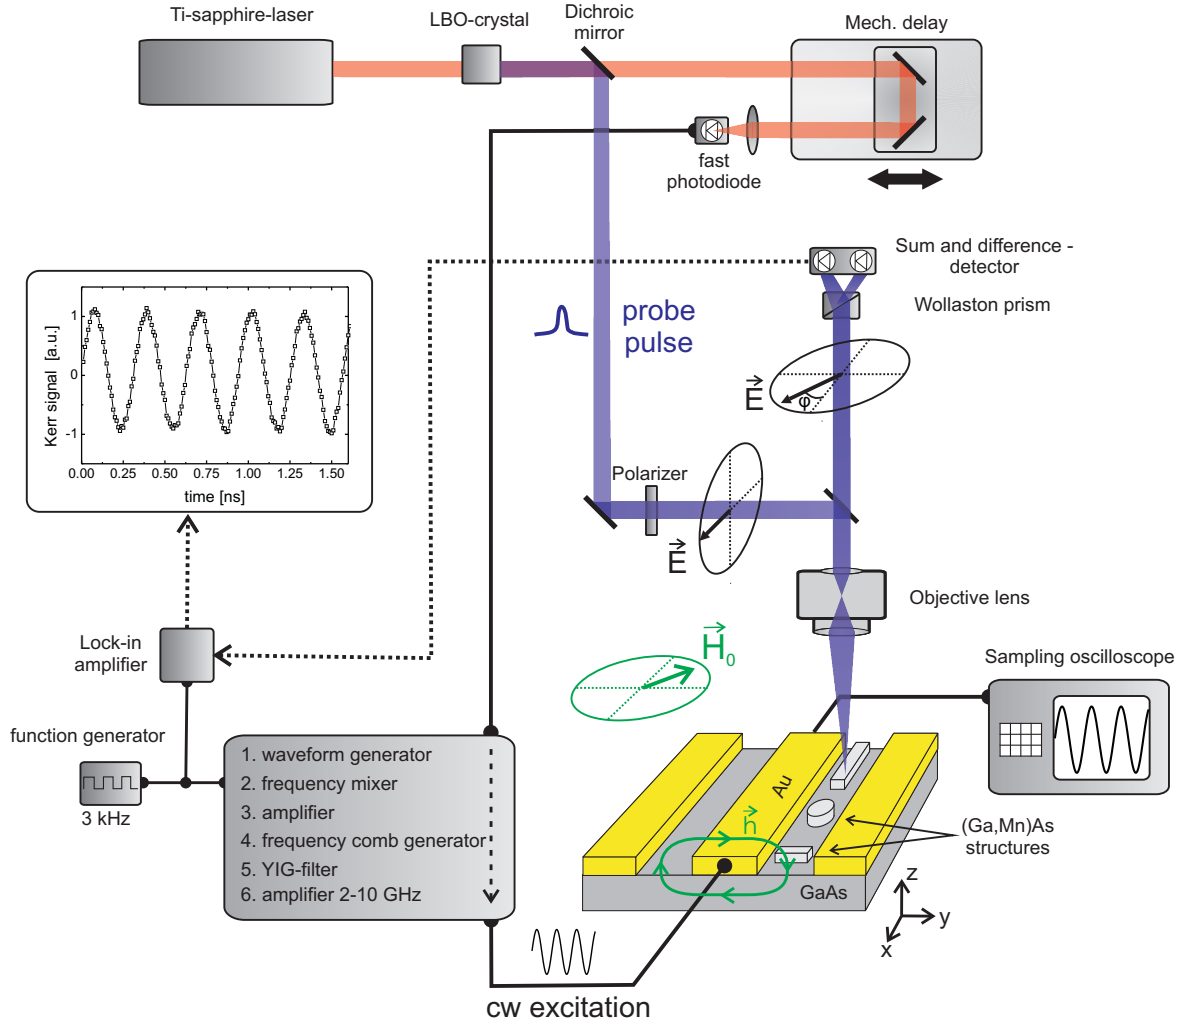 Ti-sapphire-laser
LBO-crystal
Dichroic
mirror
Mech. delay
fast
photodiode
Sum and difference -
detector
Wollaston prism
probe
pulse
E
φ
Polarizer
E
Kerr signal [a.u.]
1
0
-1
0.00 0.25 0.50 0.75 1.00 1.25 1.50
time [ns]
Objective lens
Lock-in
amplifier
H0
Sampling oscilloscope
function generator
3 kHz
1. waveform generator
2. frequency mixer
3. amplifier
4. frequency comb generator
5. YIG-filter
6. amplifier 2-10 GHz
Au
h
(Ga,Mn)As
structures
GaAs
z
y
x
cw excitation